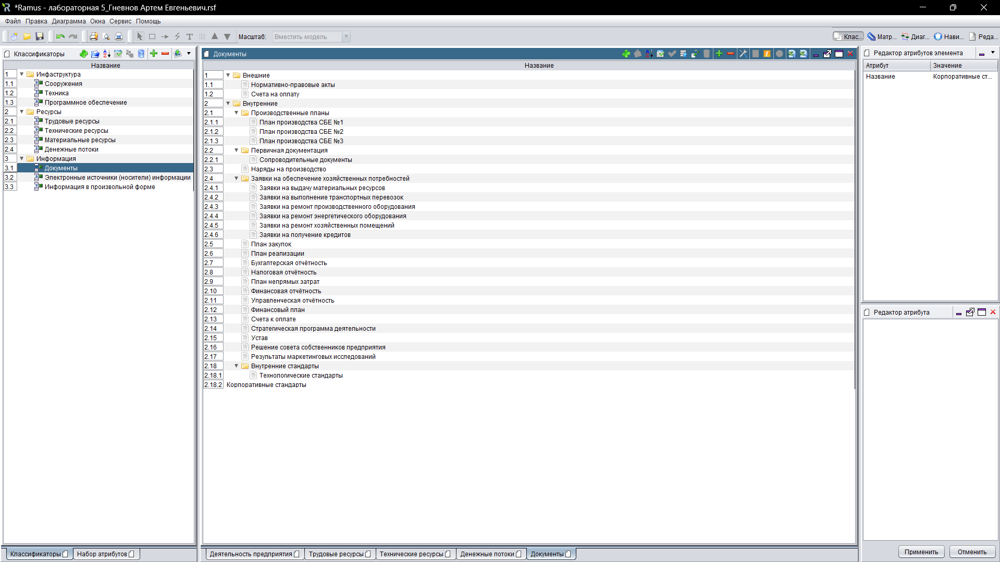 *Ramus - лабораторная 5_Гневнов Артем Евгеньевич.rsf
Файл Правка Диаграмма Окна Сервис Помощь
Масштаб: Вместить модель
Клас... Матр... Диаг... Нави... Реда...
Классификаторы
Название
1 Инфаструктура
1.1 Сооружения
1.2 Техника
1.3 Программное обеспечение
2 Ресурсы
2.1 Трудовые ресурсы
2.2 Технические ресурсы
2.3 Материальные ресурсы
2.4 Денежные потоки
3 Информация
3.1 Документы
3.2 Электронные источники (носители) информации
3.3 Информация в произвольной форме
Документы
Название
1 Внешние
1.1 Нормативно-правовые акты
1.2 Счета на оплату
2 Внутренние
2.1 Производственные планы
2.1.1 План производства СБЕ №1
2.1.2 План производства СБЕ №2
2.1.3 План производства СБЕ №3
2.2 Первичная документация
2.2.1 Сопроводительные документы
2.3 Наряды на производство
2.4 Заявки на обеспечение хозяйственных потребностей
2.4.1 Заявки на выдачу материальных ресурсов
2.4.2 Заявки на выполнение транспортных перевозок
2.4.3 Заявки на ремонт производственного оборудования
2.4.4 Заявки на ремонт энергетического оборудования
2.4.5 Заявки на ремонт хозяйственных помещений
2.4.6 Заявки на получение кредитов
2.5 План закупок
2.6 План реализации
2.7 Бухгалтерская отчётность
2.8 Налоговая отчётность
2.9 План непрямых затрат
2.10 Финансовая отчётность
2.11 Управленческая отчётность
2.12 Финансовый план
2.13 Счета к оплате
2.14 Стратегическая программа деятельности
2.15 Устав
2.16 Решение совета собственников предприятия
2.17 Результаты маркетинговых исследований
2.18 Внутренние стандарты
2.18.1 Технологические стандарты
2.18.2 Корпоративные стандарты
Редактор атрибутов элемента
Атрибут Значение
Название Корпоративные ст...
Редактор атрибута
Классификаторы Набор атрибутов
Деятельность предприятия Трудовые ресурсы Технические ресурсы Денежные потоки Документы
Применить Отменить